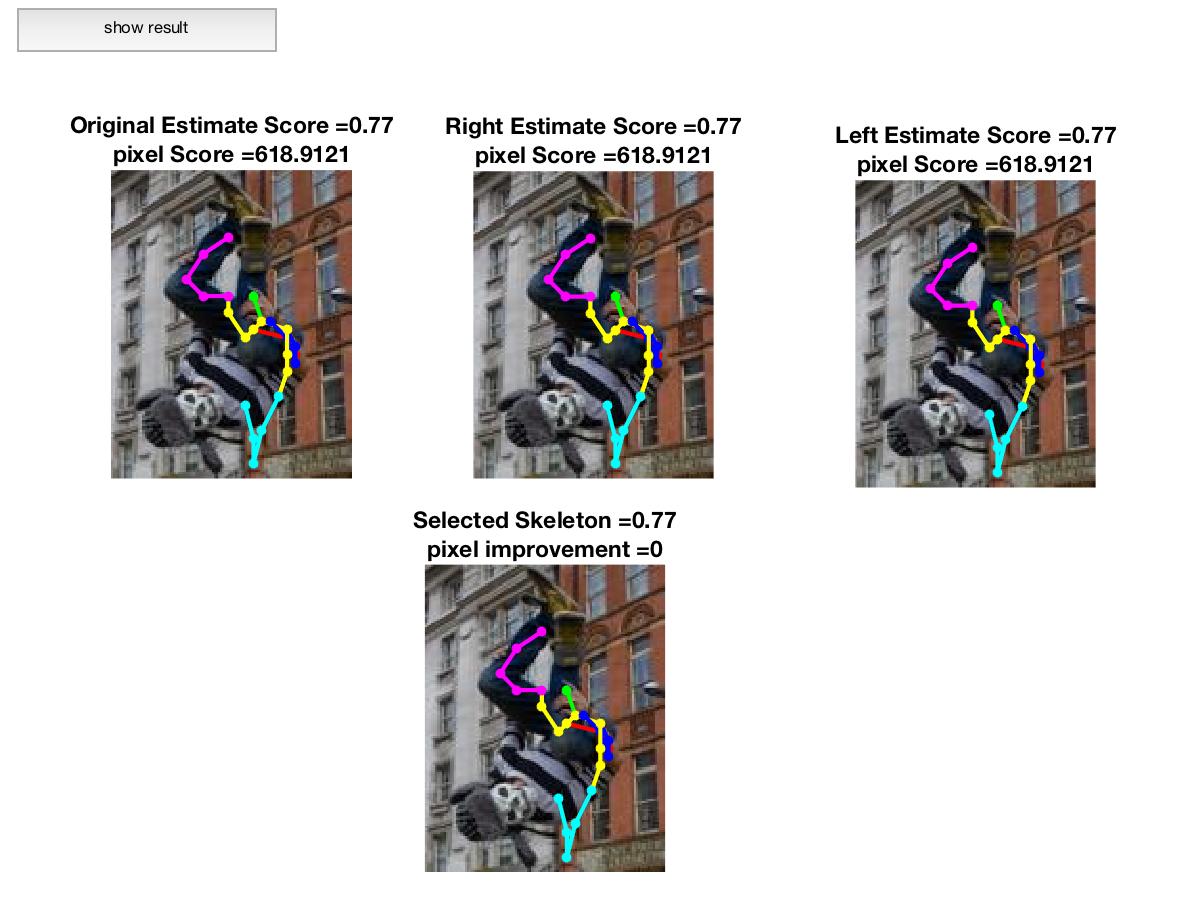 show result
Original Estimate Score =0.77
pixel Score =618.9121
Right Estimate Score =0.77
pixel Score =618.9121
Left Estimate Score =0.77
pixel Score =618.9121
Selected Skeleton =0.77
pixel improvement =0